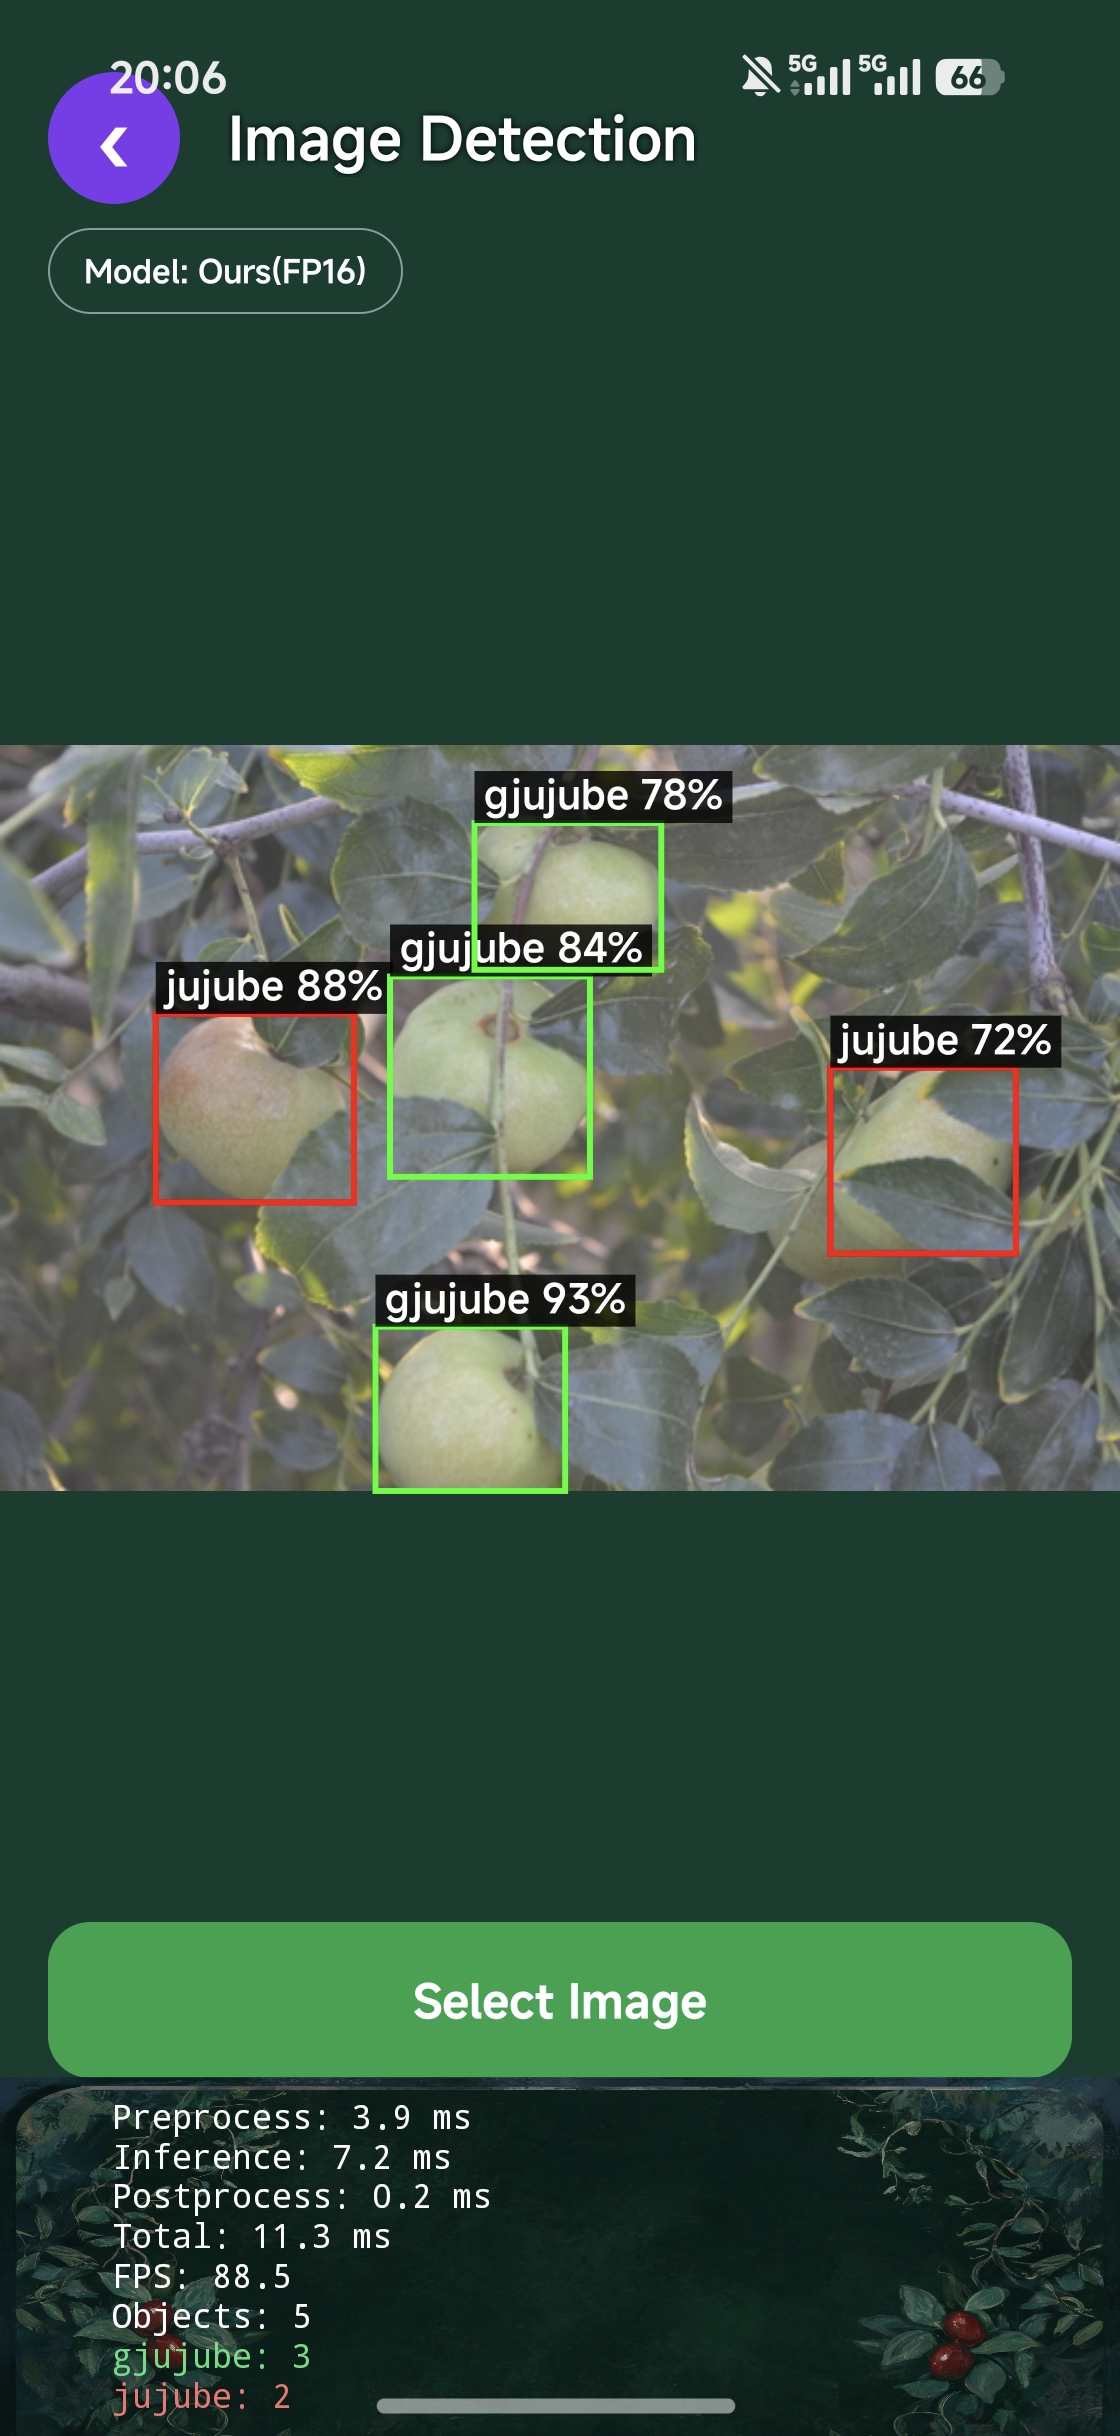 20:06
5G 5G 66
Image Detection
Model: Ours(FP16)
gjujube 78%
gjujube 84%
jujube 88%
jujube 72%
gjujube 93%
Select Image
Preprocess: 3.9 ms
Inference: 7.2 ms
Postprocess: 0.2 ms
Total: 11.3 ms
FPS: 88.5
Objects: 5
gjujube: 3
jujube: 2